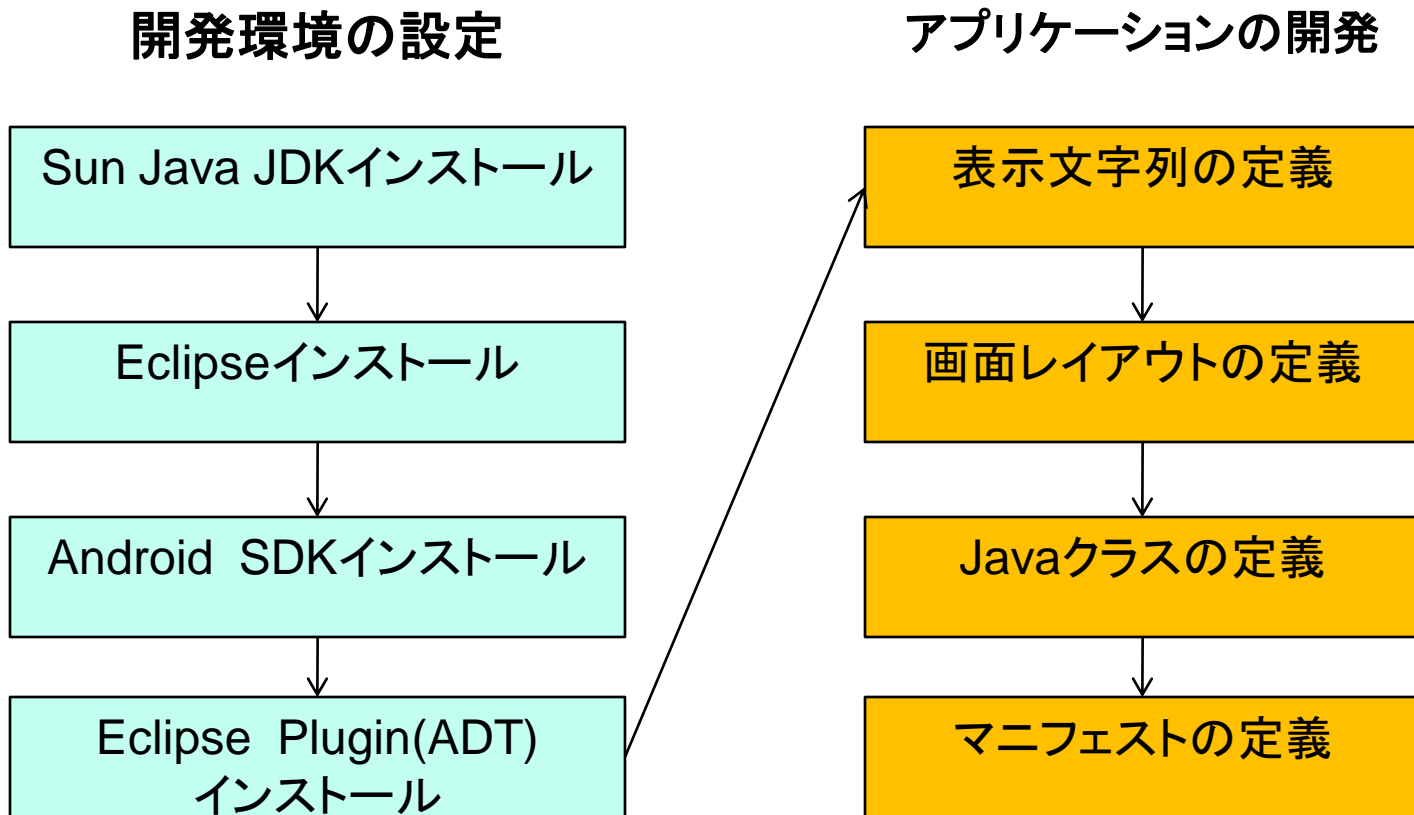 開発環境の設定
Sun Java JDKインストール
Eclipseインストール
Android SDKインストール
Eclipse Plugin(ADT)
インストール
アプリケーションの開発
表示文字列の定義
画面レイアウトの定義
Javaクラスの定義
マニフェストの定義